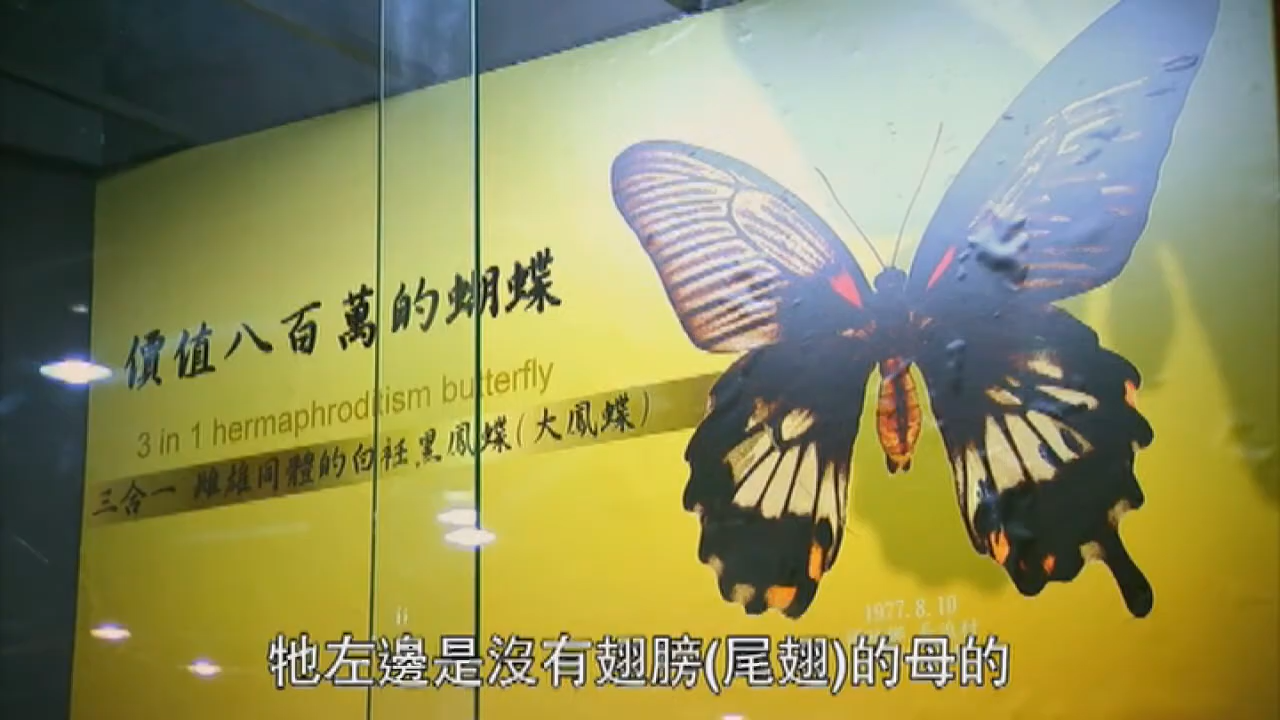 價值八百萬的蝴蝶
3 in 1 hermaphroditism butterfly
三合一 雌雄同體的白裙黑鳳蝶(大鳳蝶)
1977.8.10
牠左邊是沒有翅膀(尾翅)的母的